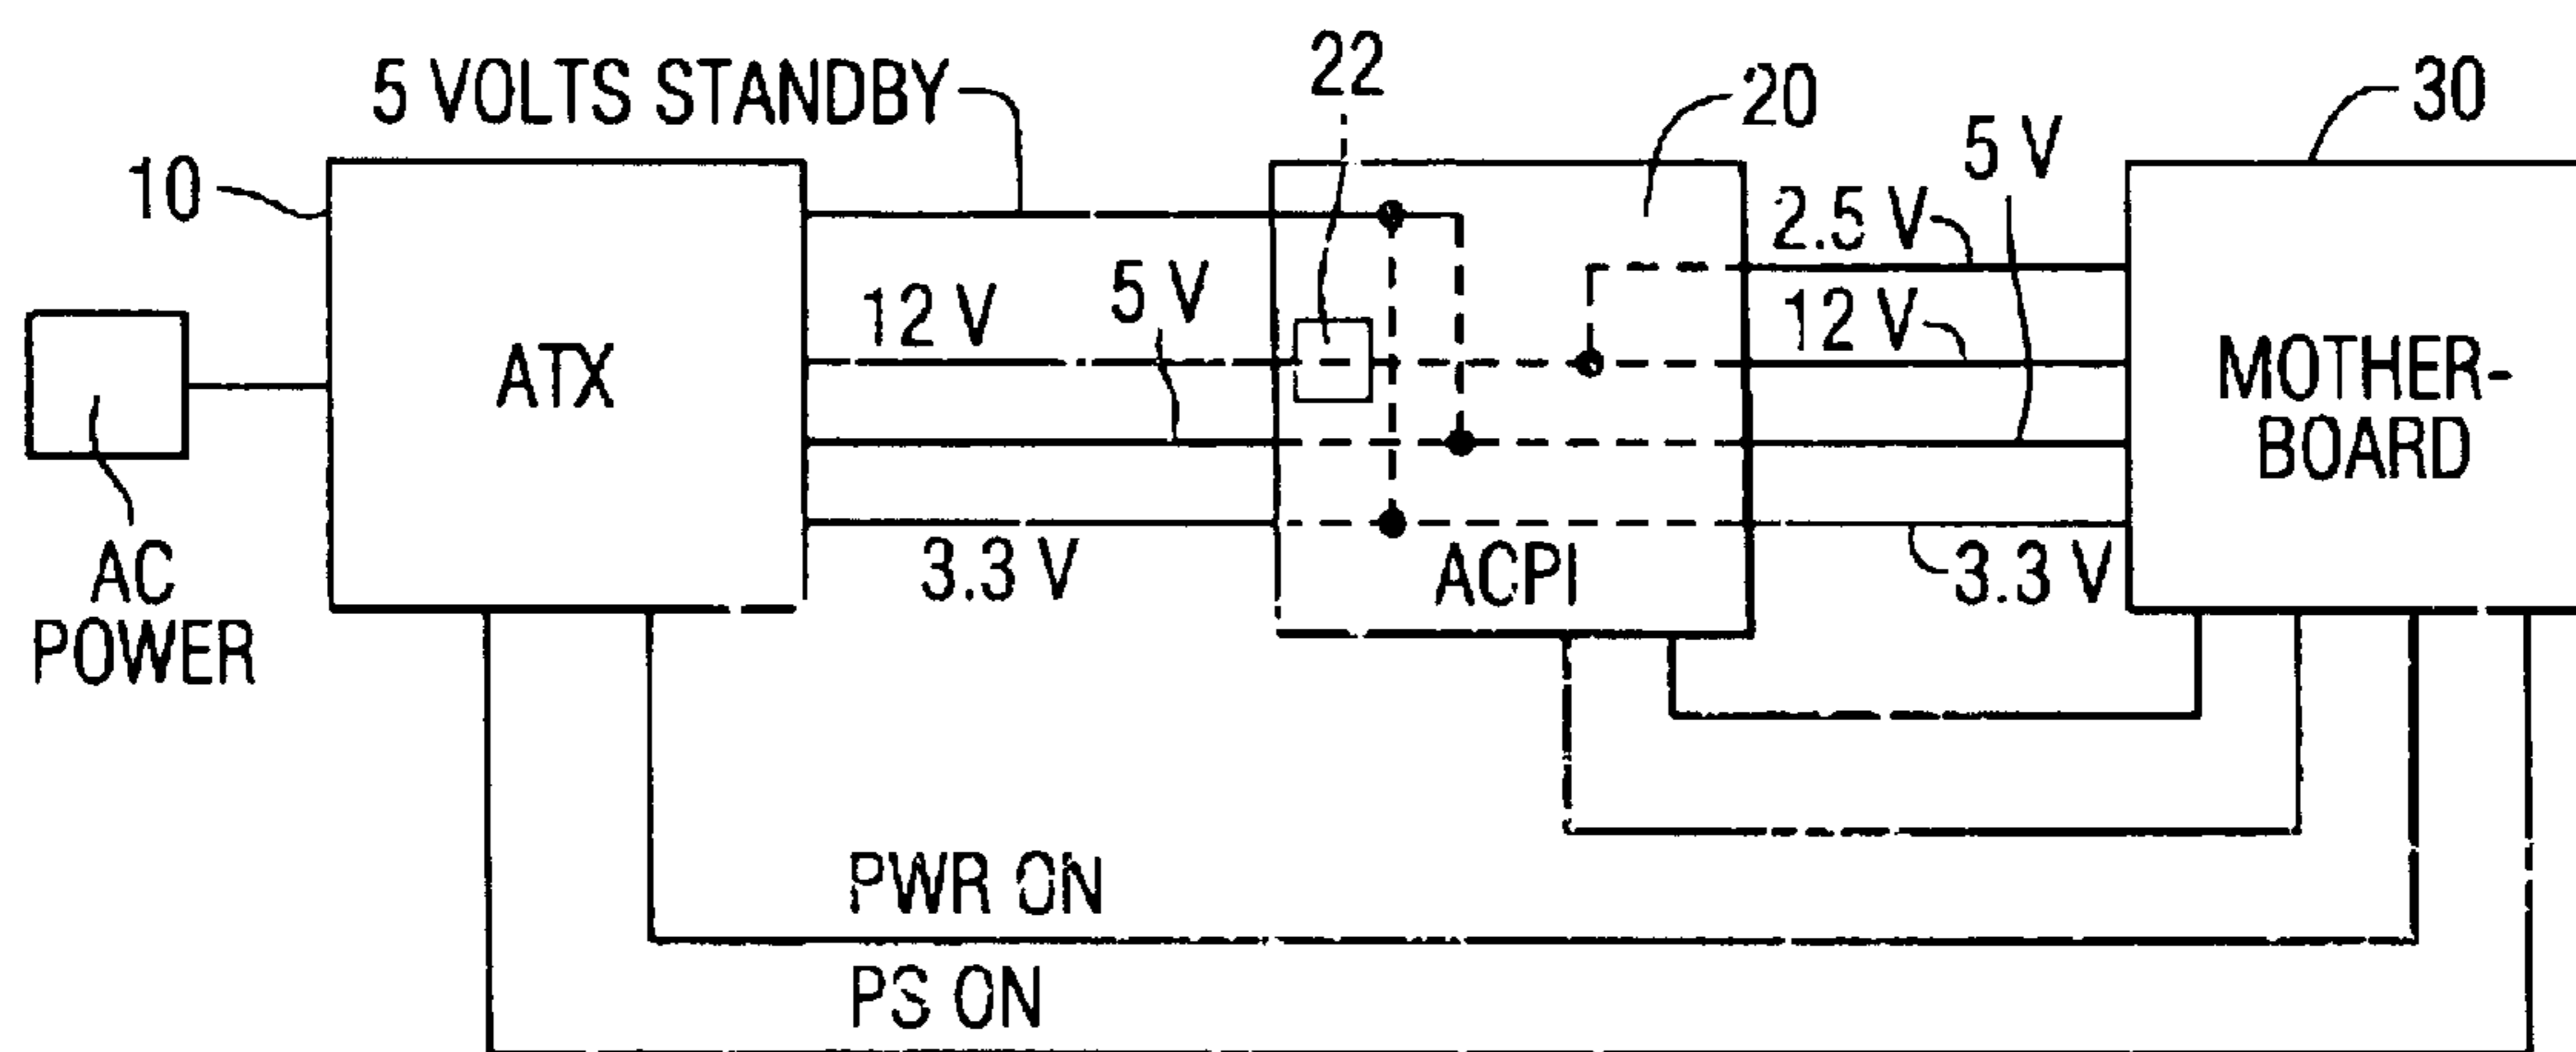 22
5 VOLTS STANDBY
20
30
5 V
10
2.5 V
12 V
5 V
12 V
ATX
MOTHER-
BOARD
3.3 V
ACPI
3.3 V
AC
POWER
PWR ON
PS ON